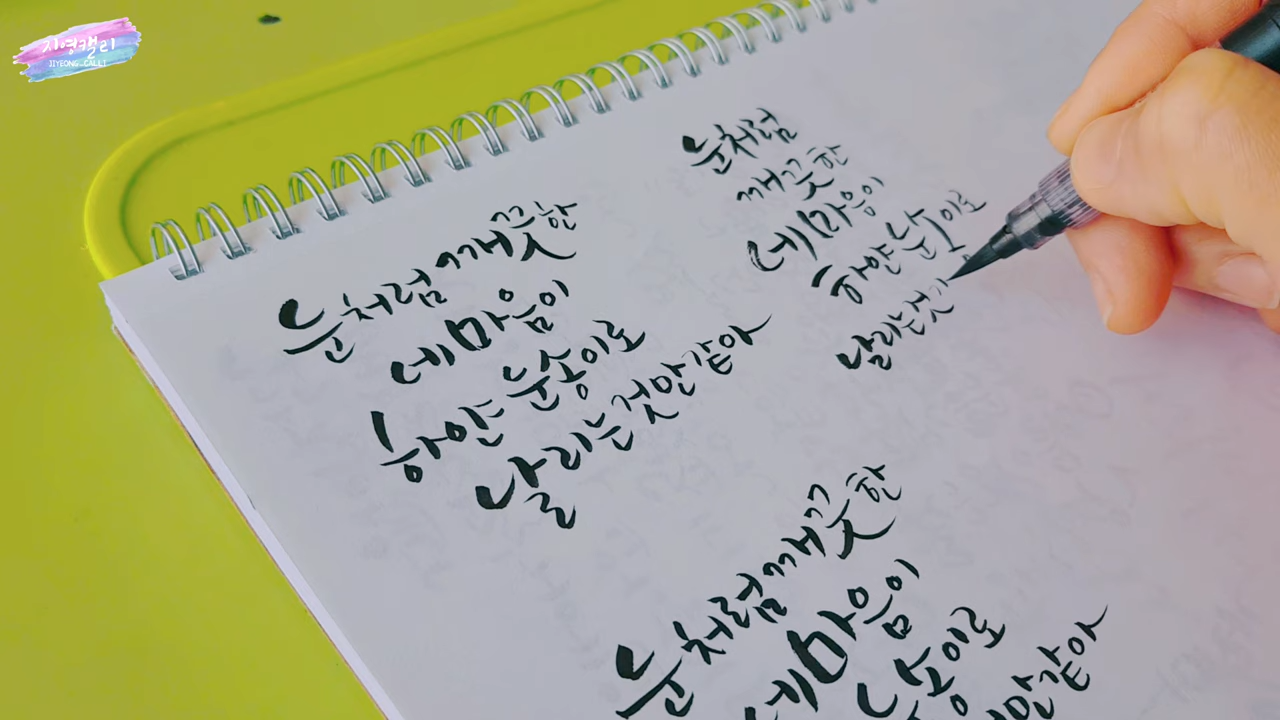 지영캘리
JIYEONG.CALLI
눈처럼 깨끗한
네 마음이
하얀 눈송이로
날리는 것만 같아
눈처럼
깨끗한
네 마음이
하얀 눈송이로
날리는 것
눈처럼 깨끗한
네 마음이
송이로
만 같아